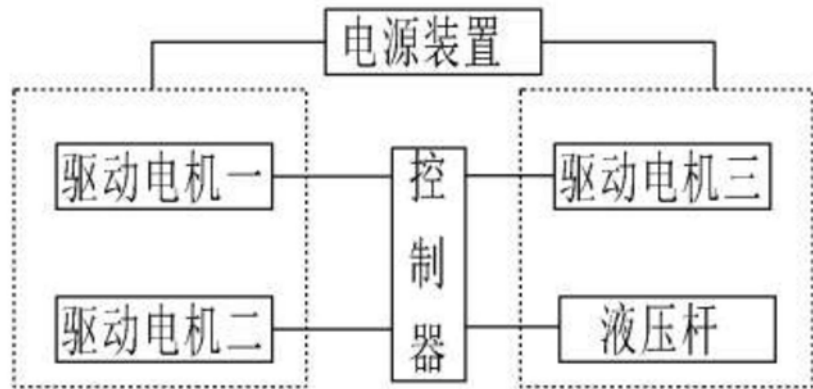 电源装置
驱动电机一
驱动电机二
控制器
驱动电机三
液压杆